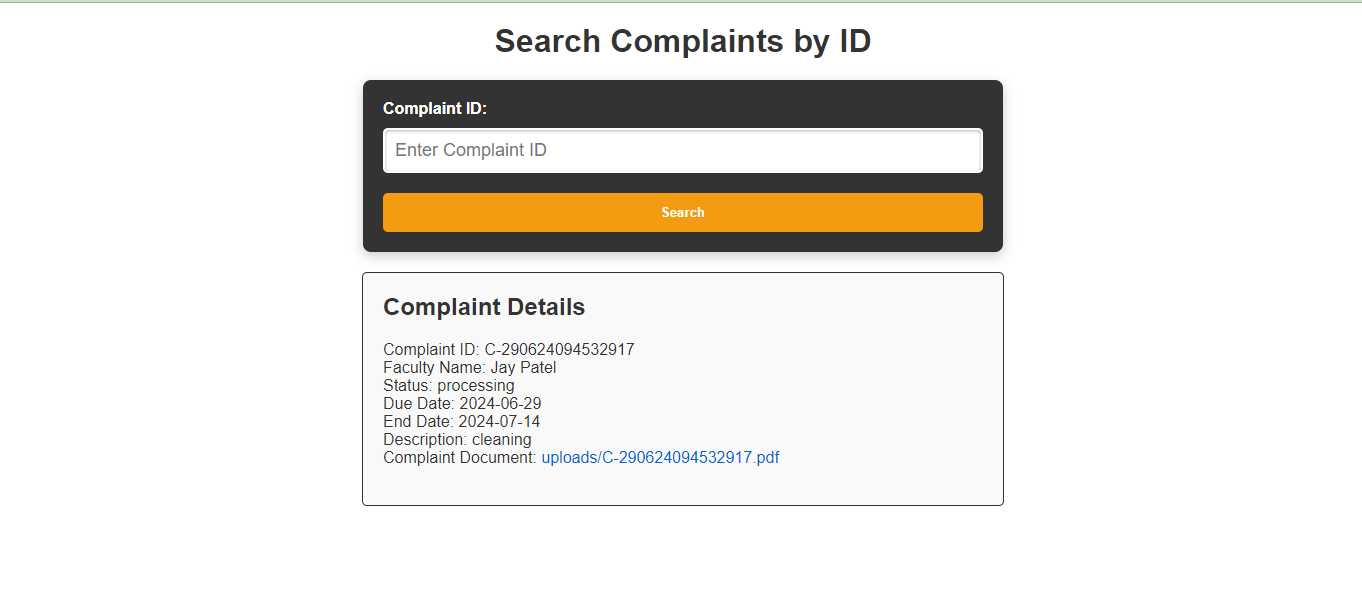 Search Complaints by ID
Complaint ID:
Enter Complaint ID
Search
Complaint Details
Complaint ID: C-290624094532917
Faculty Name: Jay Patel
Status: processing
Due Date: 2024-06-29
End Date: 2024-07-14
Description: cleaning
Complaint Document: uploads/C-290624094532917.pdf